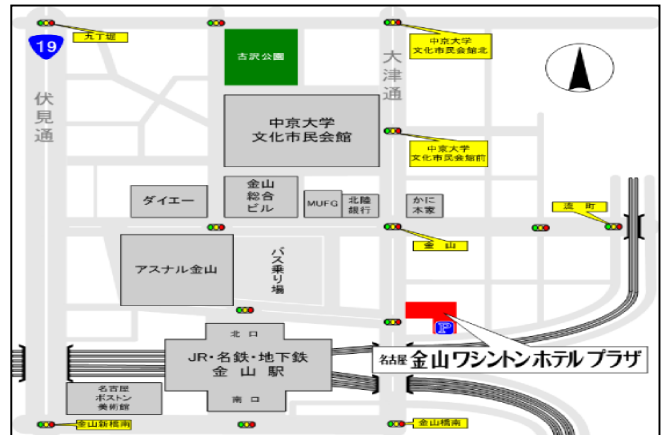 九丁堀
19
古沢公園
中京大学
文化市民会館北
大津通
伏見通
中京大学
文化市民会館
中京大学
文化市民会館前
ダイエー
金山
総合
ビル
MUFG
北陸
銀行
かに
本家
流町
金山
アスナル金山
バス乗り場
P
北口
JR・名鉄・地下鉄
金山駅
南口
名古屋 金山ワシントンホテルプラザ
名古屋
ボストン
美術館
金山新橋南
金山橋南